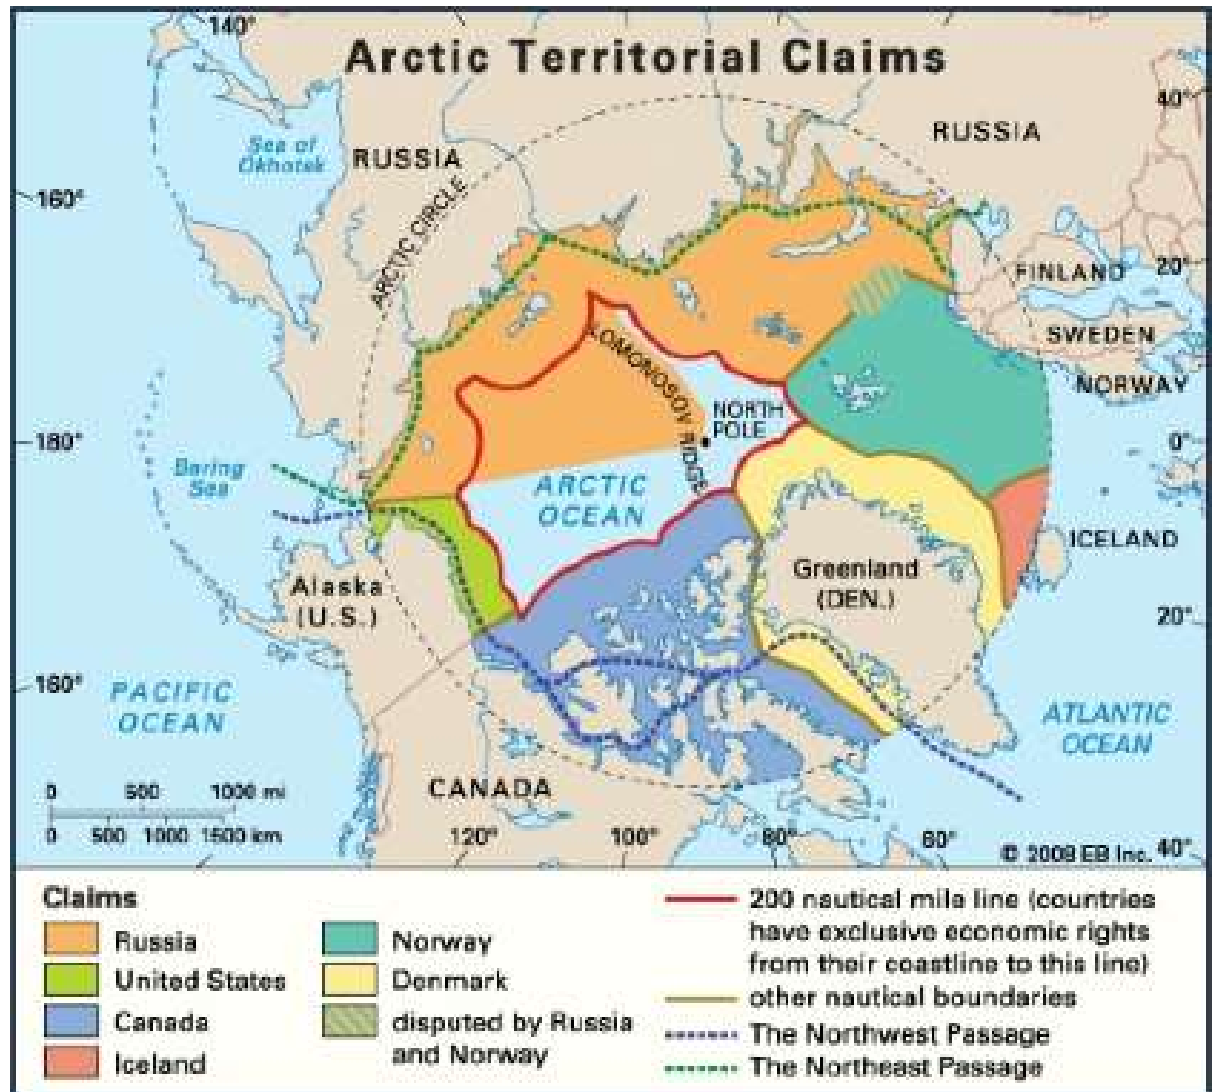 140°
Arctic Territorial Claims
40°
RUSSIA
Sea of
Okhotsk
RUSSIA
160°
ARCTIC CIRCLE
FINLAND
20°
SWEDEN
LOMONOSOV RIDGE
NORWAY
NORTH
POLE
180°
0°
Bering
Sea
ARCTIC
OCEAN
ICELAND
Alaska
(U.S.)
Greenland
(DEN.)
20°
160°
PACIFIC
OCEAN
ATLANTIC
OCEAN
CANADA
0 500 1000 mi
0 500 1000 1500 km
120°
100°
80°
60°
40°
© 2009 EB Inc.
Claims
Russia
United States
Canada
Iceland
Norway
Denmark
disputed by Russia
and Norway
200 nautical mile line (countries
have exclusive economic rights
from their coastline to this line)
other nautical boundaries
The Northwest Passage
The Northeast Passage